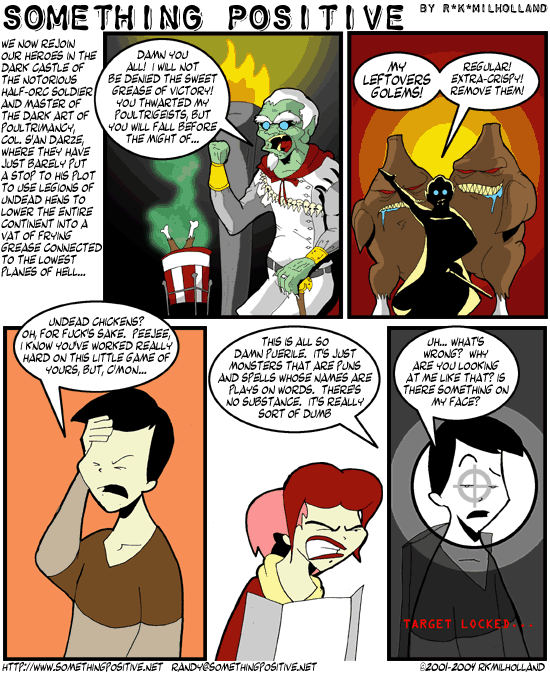 SOMETHING POSITIVE
BY R*K*MILHOLLAND
WE NOW REJOIN
OUR HEROES IN THE
DARK CASTLE OF
THE NOTORIOUS
HALF-ORC SOLDIER
AND MASTER OF
THE DARK ART OF
POULTRIMANCY,
COL. S'AN DARZE,
WHERE THEY HAVE
JUST BARELY PUT
A STOP TO HIS PLOT
TO USE LEGIONS OF
UNDEAD HENS TO
LOWER THE ENTIRE
CONTINENT INTO A
VAT OF FRYING
GREASE CONNECTED
TO THE LOWEST
PLANES OF HELL...
DAMN YOU
ALL! I WILL NOT
BE DENIED THE SWEET
GREASE OF VICTORY!
YOU THWARTED MY
POULTRIGEISTS, BUT
YOU WILL FALL BEFORE
THE MIGHT OF...
MY
LEFTOVERS
GOLEMS!
REGULAR!
EXTRA-CRISPY!
REMOVE THEM!
UNDEAD CHICKENS?
OH, FOR FUCK'S SAKE. PEEJEE,
I KNOW YOU'VE WORKED REALLY
HARD ON THIS LITTLE GAME OF
YOURS, BUT, C'MON...
THIS IS ALL SO
DAMN PUERILE. IT'S JUST
MONSTERS THAT ARE PUNS
AND SPELLS WHOSE NAMES ARE
PLAYS ON WORDS. THERE'S
NO SUBSTANCE. IT'S REALLY
SORT OF DUMB
UH... WHAT'S
WRONG? WHY
ARE YOU LOOKING
AT ME LIKE THAT? IS
THERE SOMETHING ON
MY FACE?
TARGET LOCKED...
HTTP://WWW.SOMETHINGPOSITIVE.NET RANDY@SOMETHINGPOSITIVE.NET
©2001-2004 RKMILHOLLAND